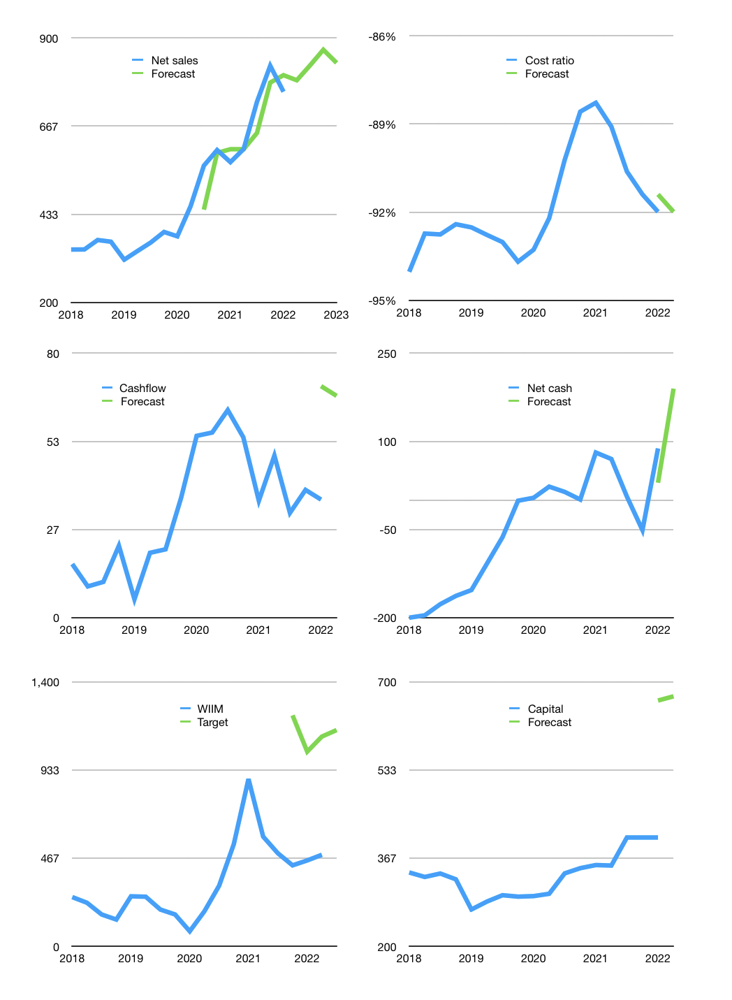 900
667
433
200
Net sales
Forecast
2018 2019 2020 2021 2022 2023
-86%
-89%
-92%
-95%
Cost ratio
Forecast
2018 2019 2020 2021 2022
80
53
27
0
Cashflow
Forecast
2018 2019 2020 2021 2022
250
100
-50
-200
Net cash
Forecast
2018 2019 2020 2021 2022
1,400
933
467
0
WIIM
Target
2018 2019 2020 2021 2022
700
533
367
200
Capital
Forecast
2018 2019 2020 2021 2022